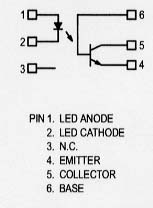 1
6
2
5
3
4
PIN 1. LED ANODE
2. LED CATHODE
3. N.C.
4. EMITTER
5. COLLECTOR
6. BASE